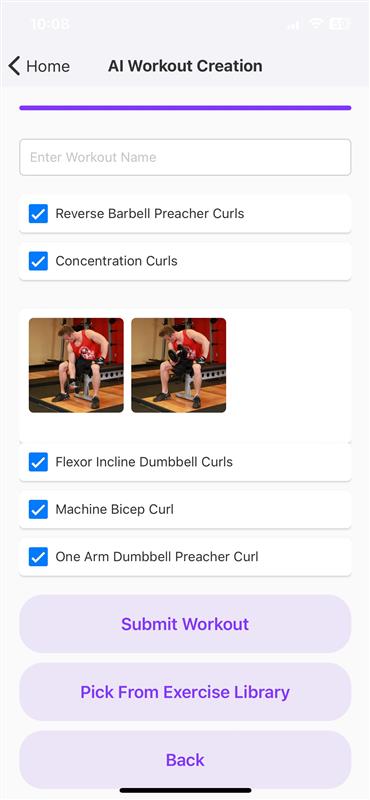 10:08
Home
AI Workout Creation
Enter Workout Name
Reverse Barbell Preacher Curls
Concentration Curls
Flexor Incline Dumbbell Curls
Machine Bicep Curl
One Arm Dumbbell Preacher Curl
Submit Workout
Pick From Exercise Library
Back